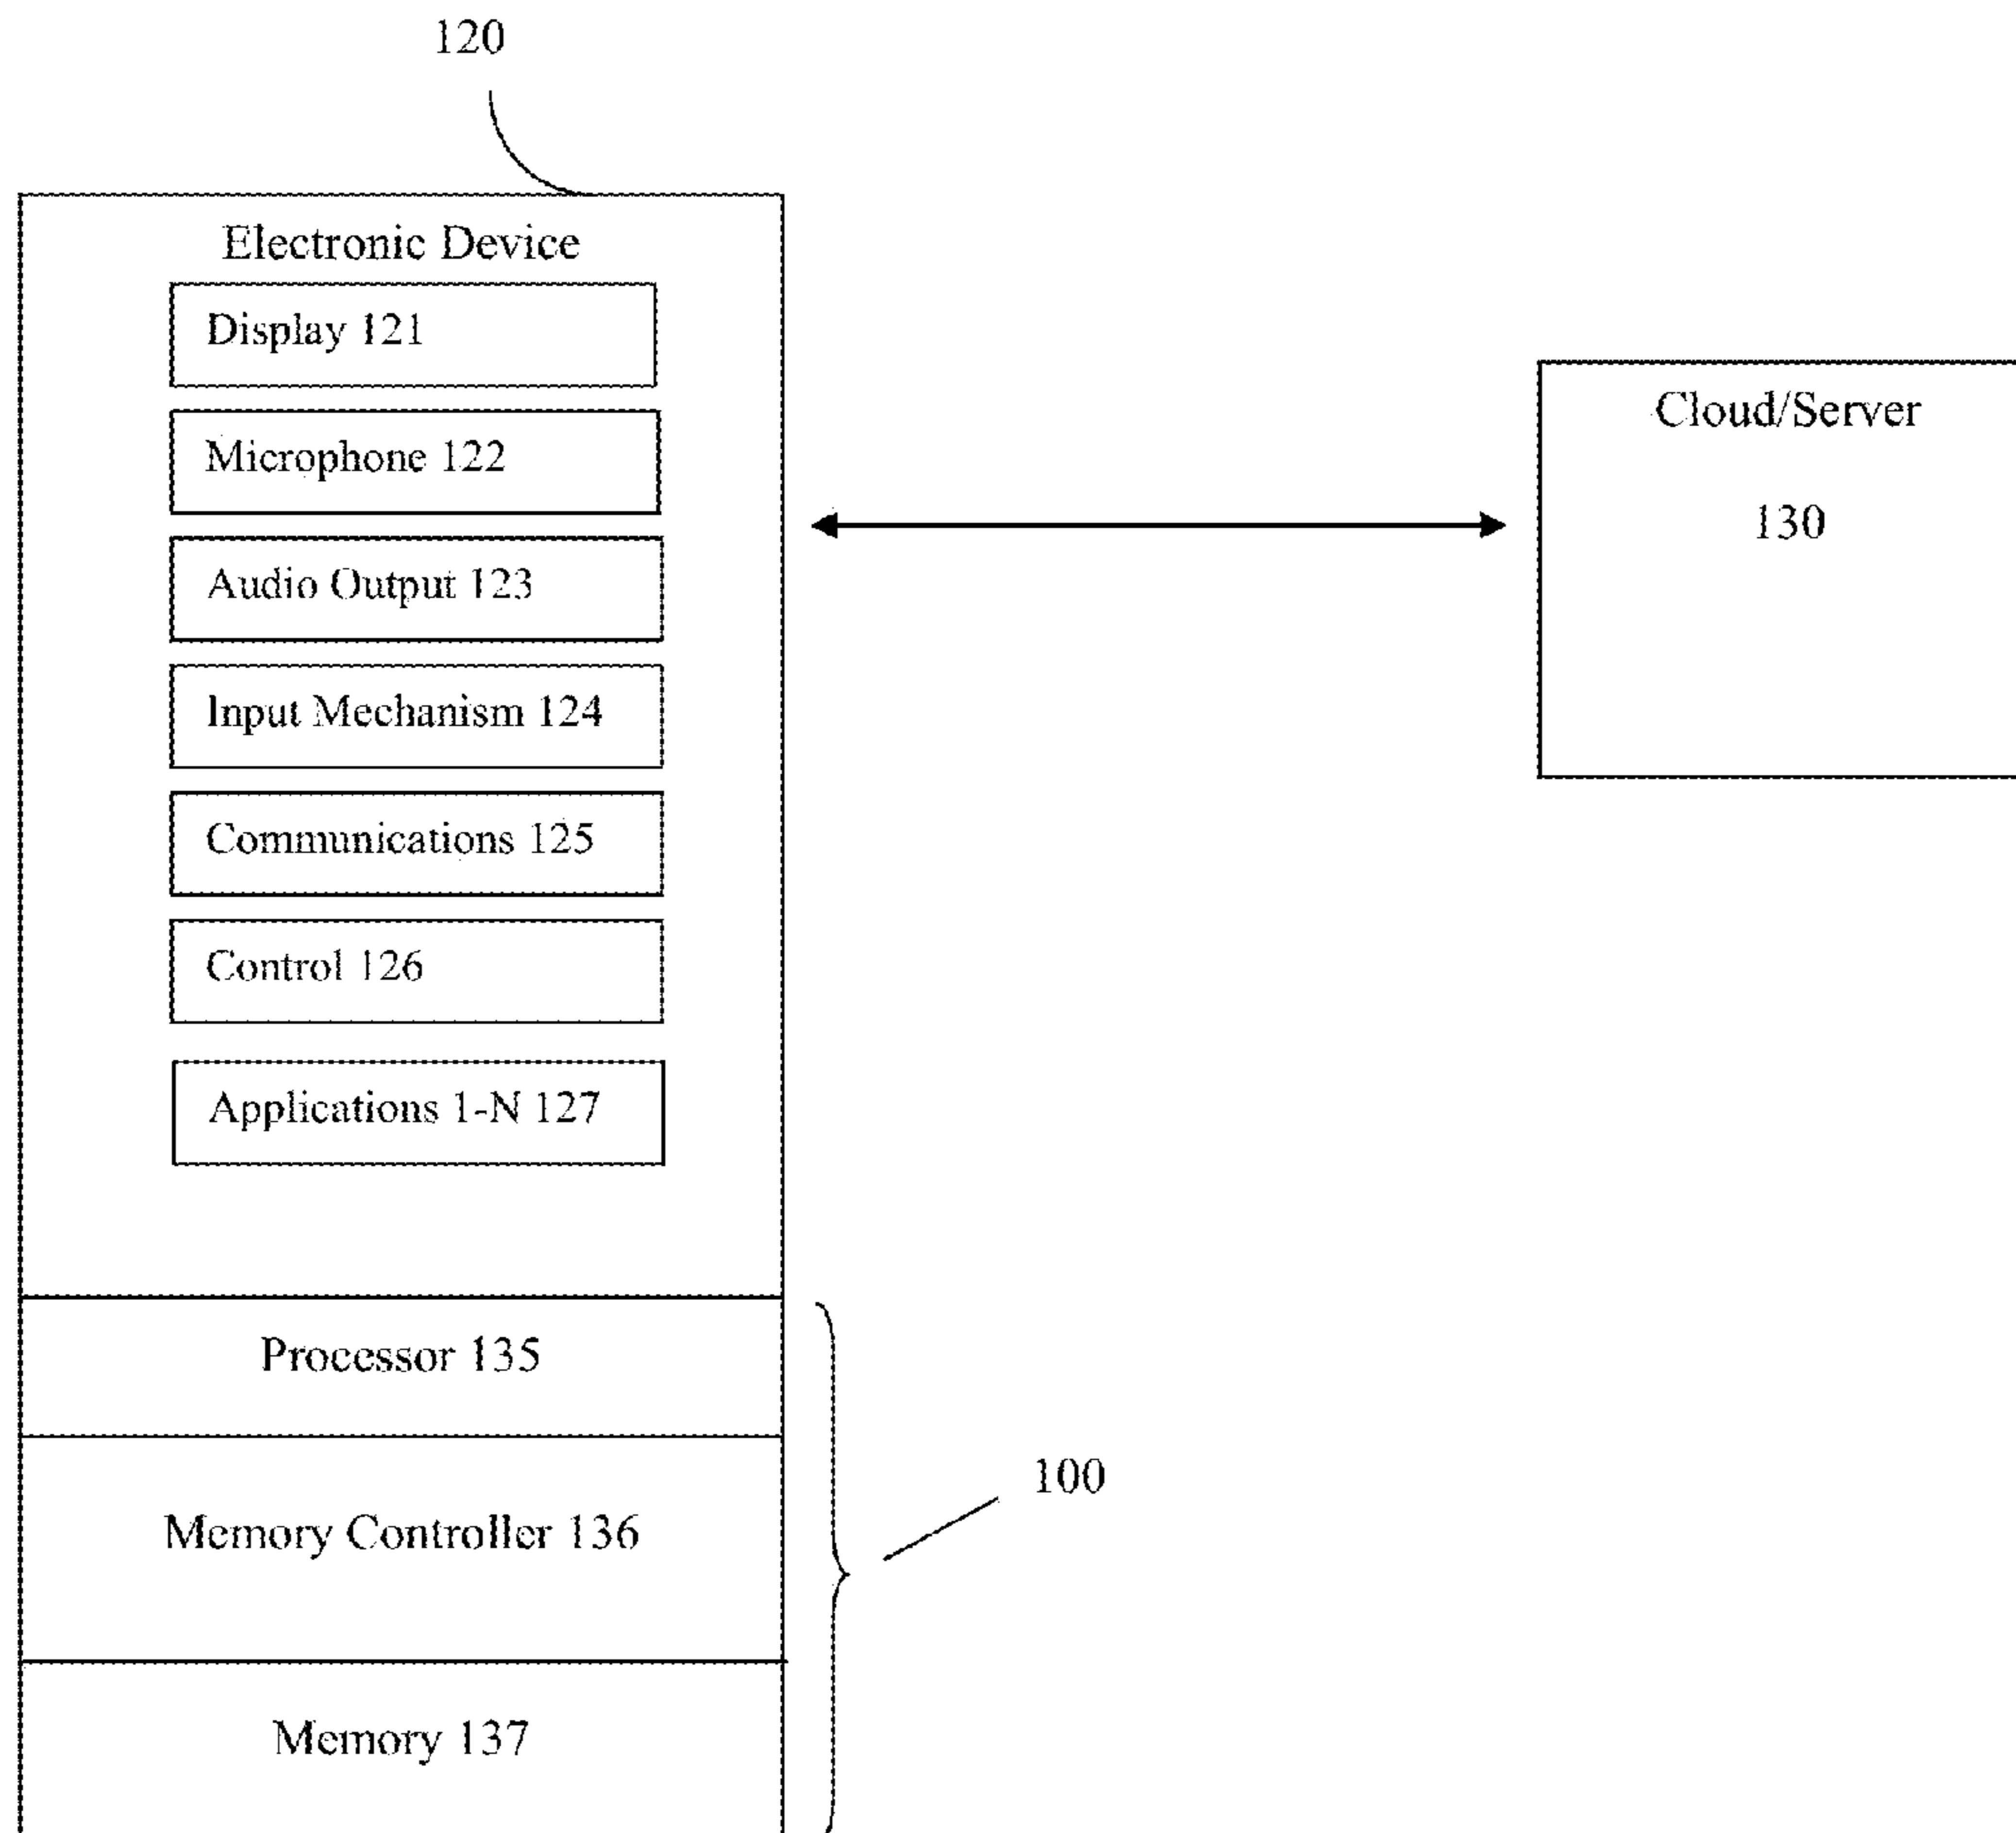 120
Electronic Device
Display 121
Microphone 122
Audio Output 123
Input Mechanism 124
Communications 125
Control 126
Applications 1-N 127
Cloud/Server
130
Processor 135
Memory Controller 136
100
Memory 137